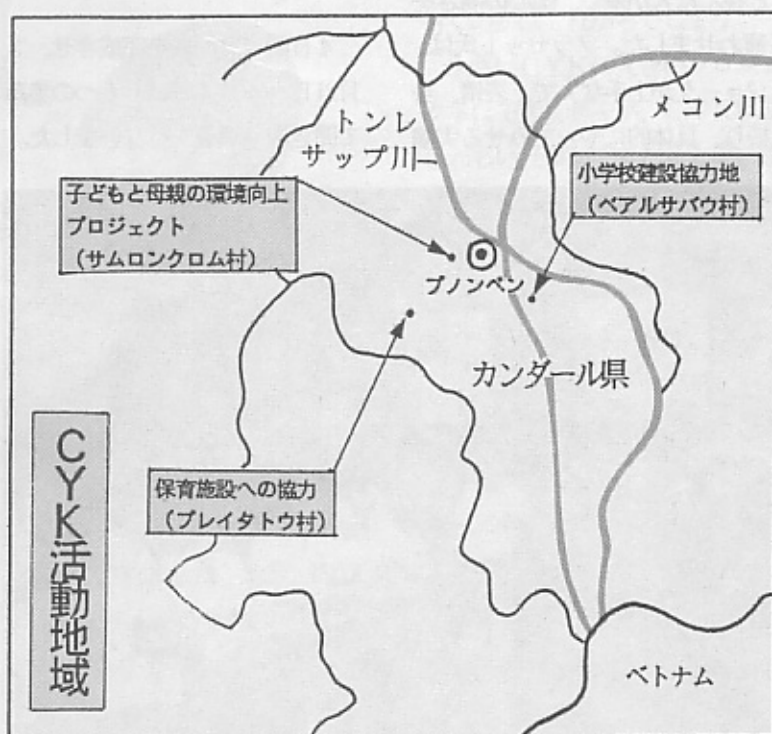 メコン川
トンレ
サップ川
小学校建設協力地
（ベアルサバウ村）
子どもと母親の環境向上
プロジェクト
（サムロンクロム村）
プノンペン
カンダール県
保育施設への協力
（プレイタトウ村）
CYK活動地域
ベトナム